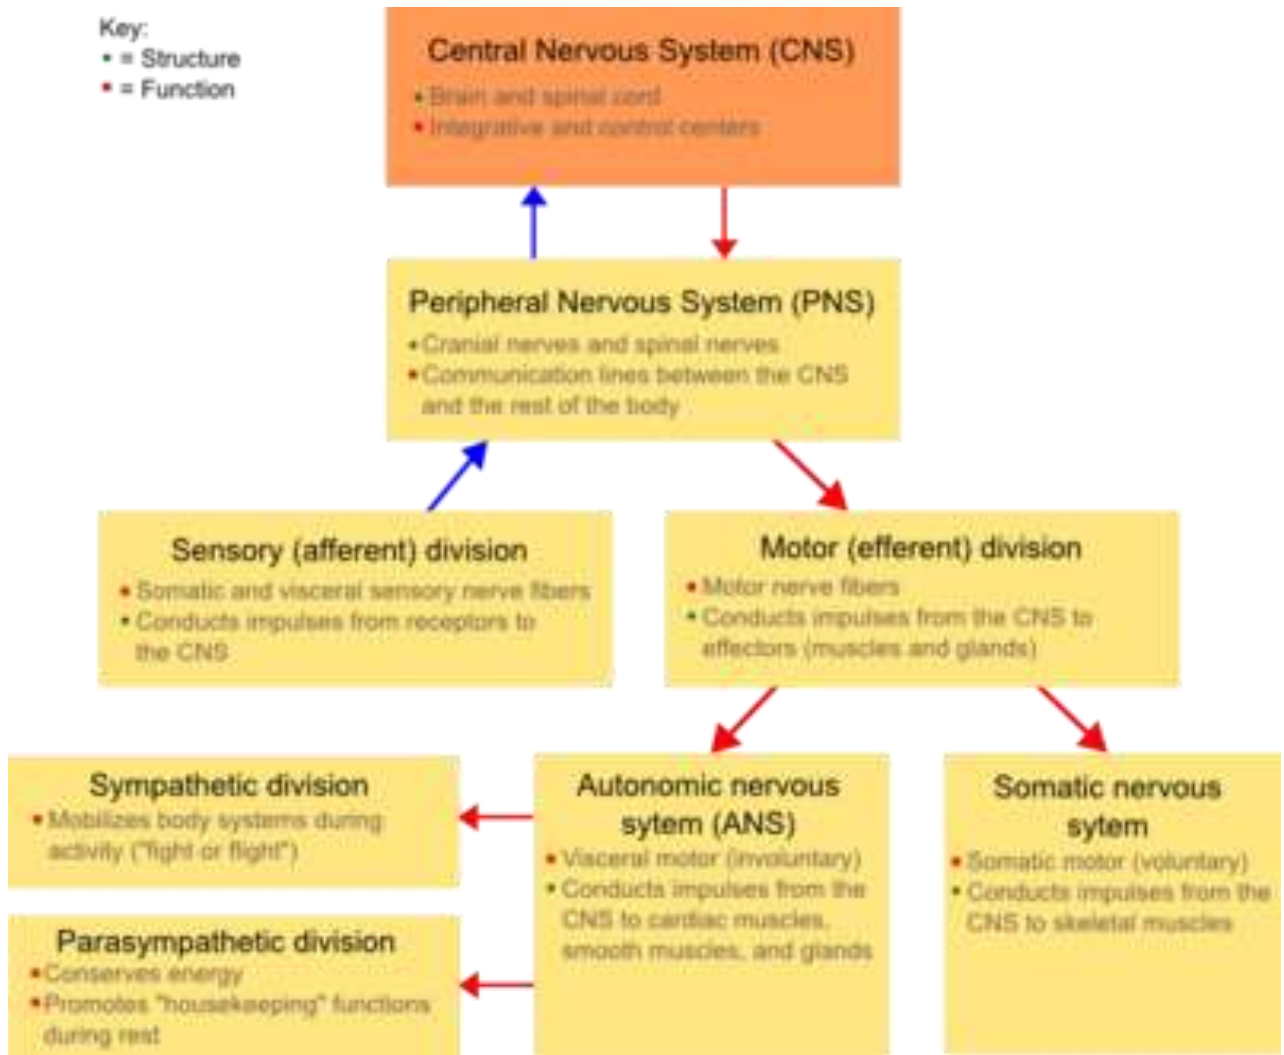 Key:
• = Structure
• = Function
Central Nervous System (CNS)
• Brain and spinal cord
• Integrative and control centers
Peripheral Nervous System (PNS)
• Cranial nerves and spinal nerves
• Communication lines between the CNS
and the rest of the body
Sensory (afferent) division
• Somatic and visceral sensory nerve fibers
• Conducts impulses from receptors to
the CNS
Motor (efferent) division
• Motor nerve fibers
• Conducts impulses from the CNS to
effectors (muscles and glands)
Sympathetic division
• Mobilizes body systems during
activity ("fight or flight")
Parasympathetic division
• Conserves energy
• Promotes "housekeeping" functions
during rest
Autonomic nervous
sytem (ANS)
• Visceral motor (involuntary)
• Conducts impulses from the
CNS to cardiac muscles,
smooth muscles, and glands
Somatic nervous
sytem
• Somatic motor (voluntary)
• Conducts impulses from the
CNS to skeletal muscles